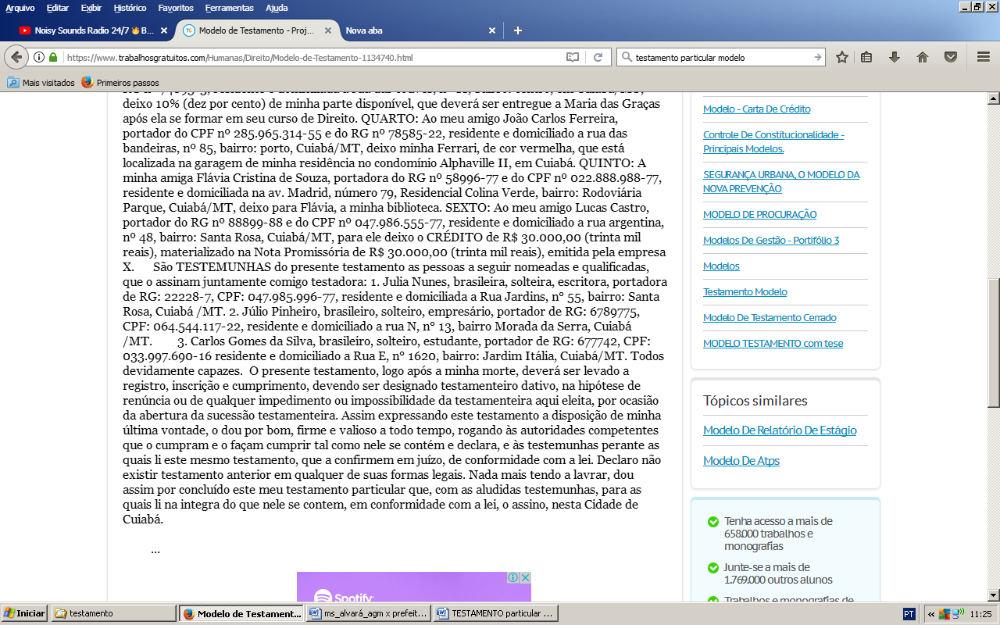 Arquivo Editar Exibir Histórico Favoritos Ferramentas Ajuda
Noisy Sounds Radio 24/7 B...
Modelo de Testamento - Proj...
Nova aba
https://www.trabalhosgratuitos.com/Humanas/Direito/Modelo-de-Testamento-1134740.html
testamento particular modelo
Mais visitados Primeiros passos
deixo 10% (dez por cento) de minha parte disponível, que deverá ser entregue a Maria das Graças
após ela se formar em seu curso de Direito. QUARTO: Ao meu amigo João Carlos Ferreira,
portador do CPF nº 285.965.314-55 e do RG nº 78585-22, residente e domiciliado a rua das
bandeiras, nº 85, bairro: porto, Cuiabá/MT, deixo minha Ferrari, de cor vermelha, que está
localizada na garagem de minha residência no condomínio Alphaville II, em Cuiabá. QUINTO: A
minha amiga Flávia Cristina de Souza, portadora do RG nº 58996-77 e do CPF nº 022.888.988-77,
residente e domiciliada na av. Madrid, número 79, Residencial Colina Verde, bairro: Rodoviária
Parque, Cuiabá/MT, deixo para Flávia, a minha biblioteca. SEXTO: Ao meu amigo Lucas Castro,
portador do RG nº 88899-88 e do CPF nº 047.986.555-77, residente e domiciliado a rua argentina,
nº 48, bairro: Santa Rosa, Cuiabá/MT, para ele deixo o CRÉDITO de R$ 30.000,00 (trinta mil
reais), materializado na Nota Promissória de R$ 30.000,00 (trinta mil reais), emitida pela empresa
X. São TESTEMUNHAS do presente testamento as pessoas a seguir nomeadas e qualificadas,
que o assinam juntamente comigo testadora: 1. Julia Nunes, brasileira, solteira, escritora, portadora
de RG: 22228-7, CPF: 047.985.996-77, residente e domiciliada a Rua Jardins, n° 55, bairro: Santa
Rosa, Cuiabá /MT. 2. Júlio Pinheiro, brasileiro, solteiro, empresário, portador de RG: 6789775,
CPF: 064.544.117-22, residente e domiciliado a rua N, n° 13, bairro Morada da Serra, Cuiabá
/MT. 3. Carlos Gomes da Silva, brasileiro, solteiro, estudante, portador de RG: 677742, CPF:
033.997.690-16 residente e domiciliado a Rua E, n° 1620, bairro: Jardim Itália, Cuiabá/MT. Todos
devidamente capazes. O presente testamento, logo após a minha morte, deverá ser levado a
registro, inscrição e cumprimento, devendo ser designado testamenteiro dativo, na hipótese de
renúncia ou de qualquer impedimento ou impossibilidade da testamenteira aqui eleita, por ocasião
da abertura da sucessão testamenteira. Assim expressando este testamento a disposição de minha
última vontade, o dou por bom, firme e valioso a todo tempo, rogando às autoridades competentes
que o cumpram e o façam cumprir tal como nele se contém e declara, e às testemunhas perante as
quais li este mesmo testamento, que a confirmem em juízo, de conformidade com a lei. Declaro não
existir testamento anterior em qualquer de suas formas legais. Nada mais tendo a lavrar, dou
assim por concluído este meu testamento particular que, com as aludidas testemunhas, para as
quais li na integra do que nele se contem, em conformidade com a lei, o assino, nesta Cidade de
Cuiabá.
...
Modelo - Carta De Crédito
Controle De Constitucionalidade -
Principais Modelos.
SEGURANÇA URBANA, O MODELO DA
NOVA PREVENÇÃO
MODELO DE PROCURAÇÃO
Modelos De Gestão - Portifólio 3
Modelos
Testamento Modelo
Modelo De Testamento Cerrado
MODELO TESTAMENTO com tese
Tópicos similares
Modelo De Relatório De Estágio
Modelo De Atps
Tenha acesso a mais de
658.000 trabalhos e
monografias
Junte-se a mais de
1.769.000 outros alunos
Trabalhos e monografias de
Spotify
Iniciar
testamento
Modelo de Testament...
ms_alvará_agm x prefeit...
TESTAMENTO particular ...
PT
«
11:25